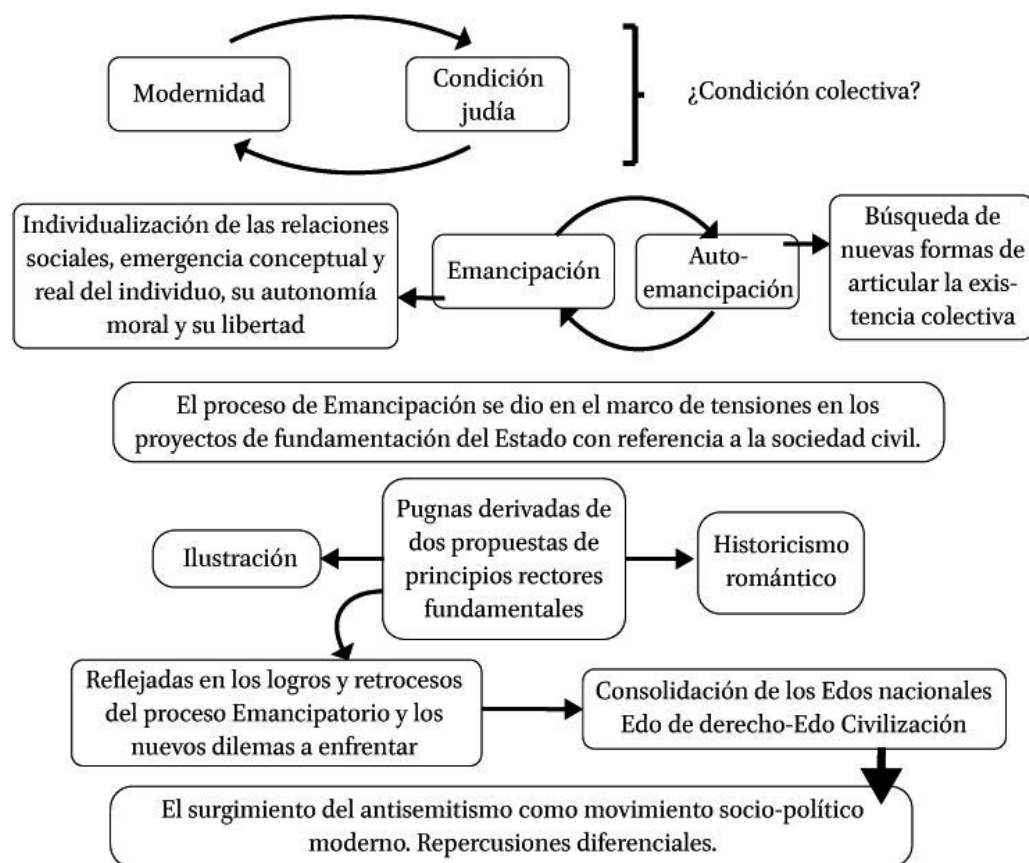 Modernidad
Condición
judía
¿Condición colectiva?
Individualización de las relaciones
sociales, emergencia conceptual y
real del individuo, su autonomía
moral y su libertad
Emancipación
Auto-
emancipación
Búsqueda de
nuevas formas de
articular la exis-
tencia colectiva
El proceso de Emancipación se dio en el marco de tensiones en los
proyectos de fundamentación del Estado con referencia a la sociedad civil.
Ilustración
Pugnas derivadas de
dos propuestas de
principios rectores
fundamentales
Historicismo
romántico
Reflejadas en los logros y retrocesos
del proceso Emancipatorio y los
nuevos dilemas a enfrentar
Consolidación de los Edos nacionales
Edo de derecho-Edo Civilización
El surgimiento del antisemitismo como movimiento socio-político
moderno. Repercusiones diferenciales.